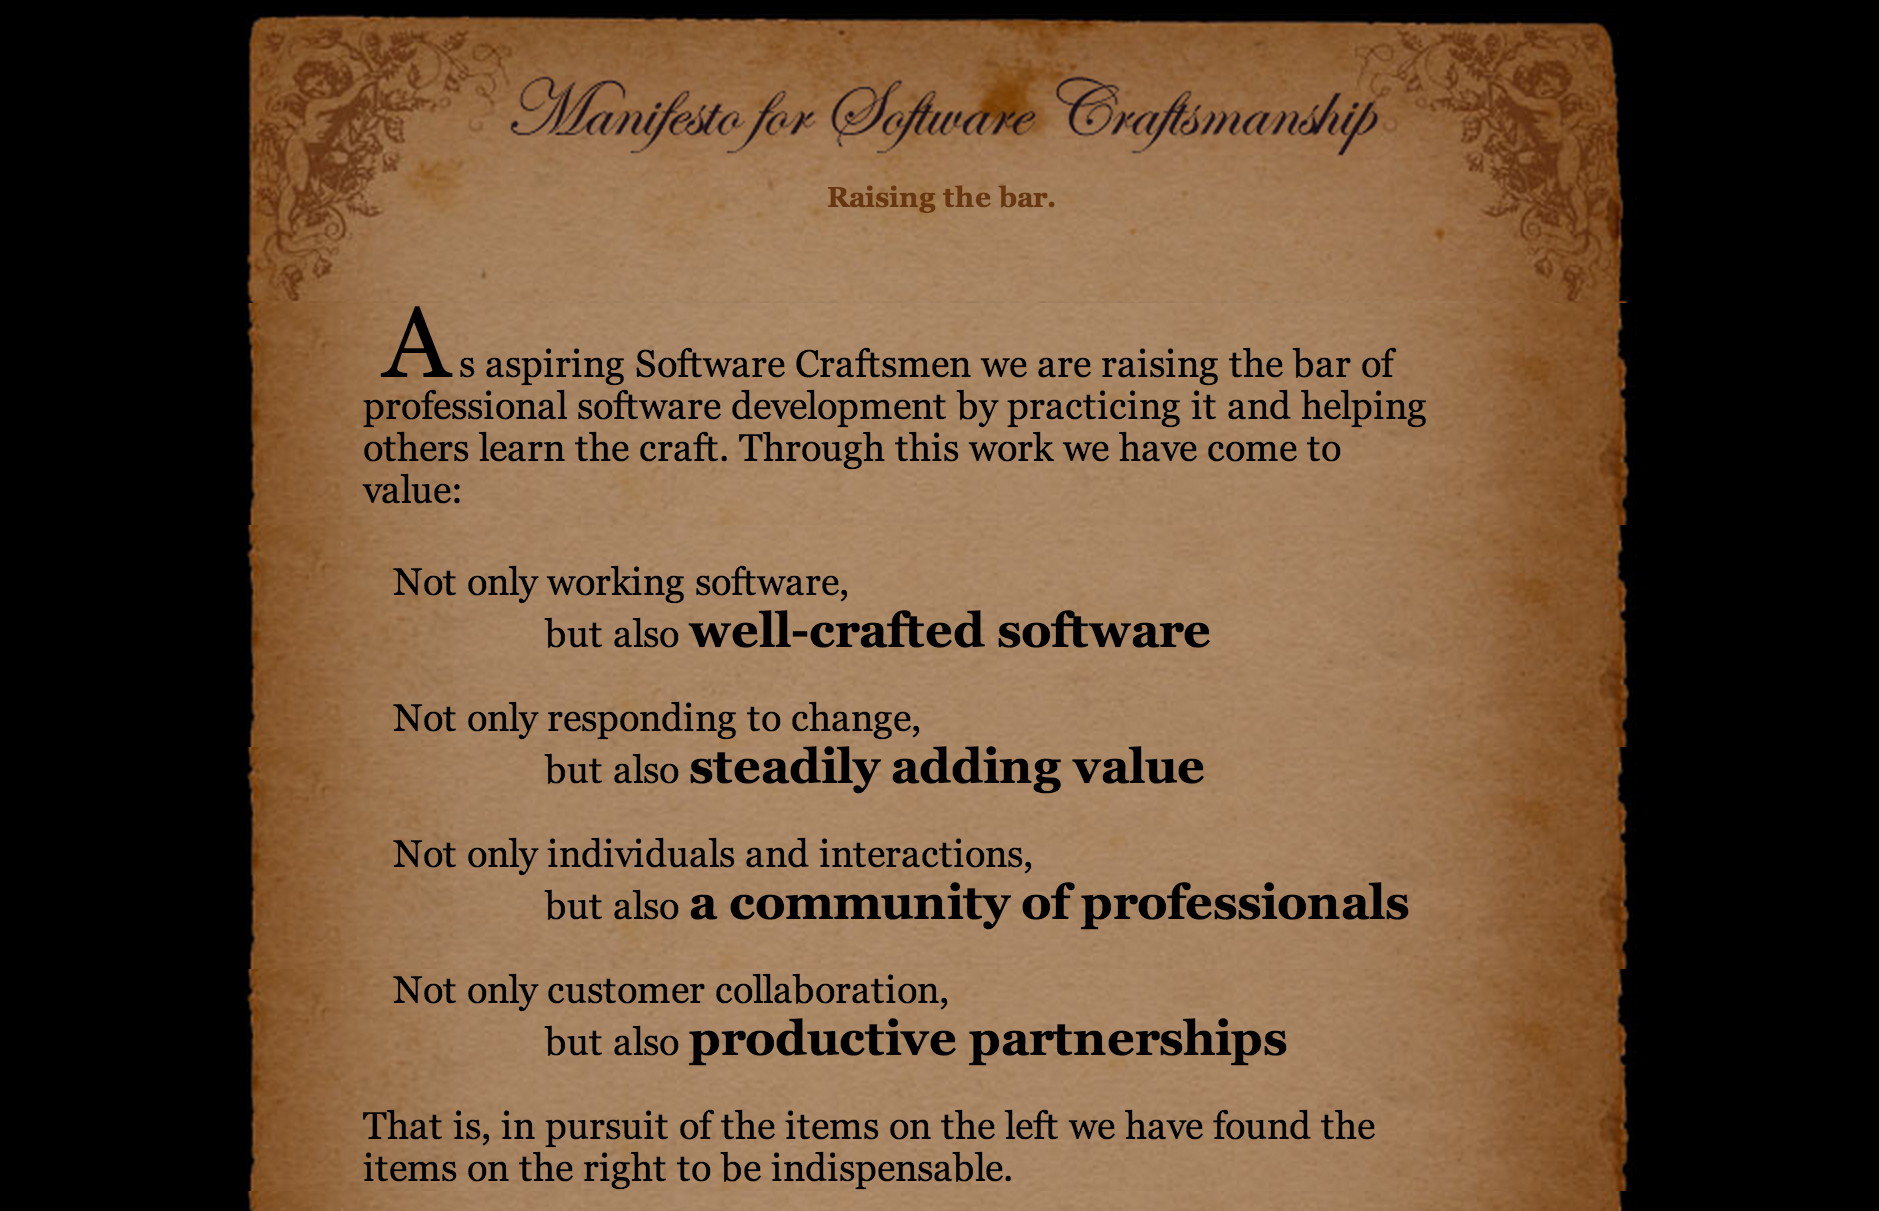 Manifesto for Software Craftsmanship
Raising the bar.
As aspiring Software Craftsmen we are raising the bar of
professional software development by practicing it and helping
others learn the craft. Through this work we have come to
value:
Not only working software,
but also well-crafted software
Not only responding to change,
but also steadily adding value
Not only individuals and interactions,
but also a community of professionals
Not only customer collaboration,
but also productive partnerships
That is, in pursuit of the items on the left we have found the
items on the right to be indispensable.